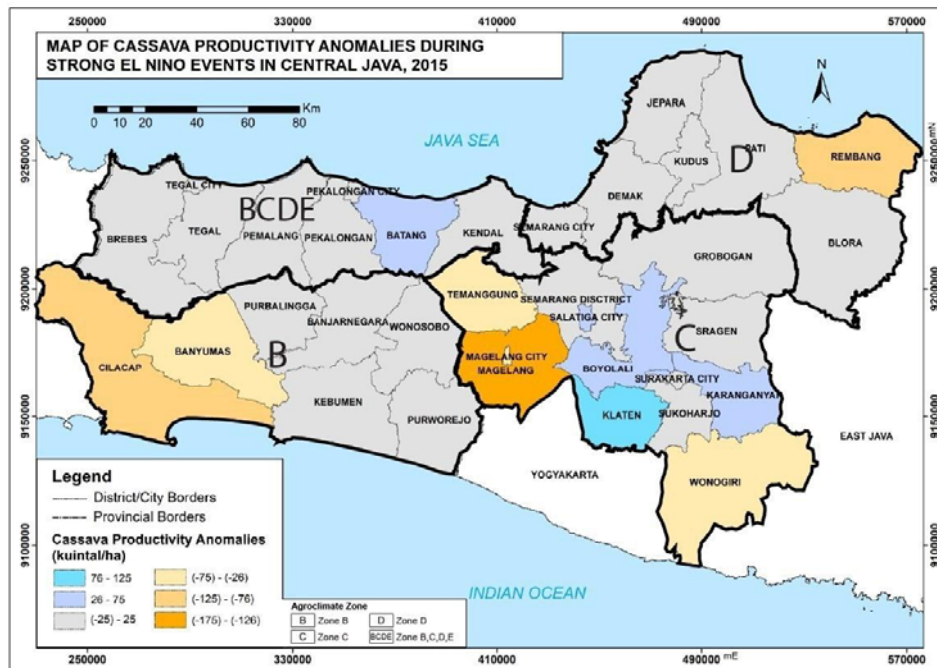 250000 330000 410000 490000 570000
MAP OF CASSAVA PRODUCTIVITY ANOMALIES DURING
STRONG EL NINO EVENTS IN CENTRAL JAVA, 2015
N
Km
0 10 20 40 60 80
JAVA SEA
JEPARA
PATI
KUDUS
D
REMBANG
9250000
9250000 mN
TEGAL CITY
PEKALONGAN CITY
BCDE
DEMAK
BREBES
TEGAL
PEMALANG
PEKALONGAN
BATANG
KENDAL
SEMARANG CITY
BLORA
GROBOGAN
9200000
9200000
TEMANGGUNG
SEMARANG DISCTRICT
PURBALINGGA
BANJARNEGARA
WONOSOBO
SALATIGA CITY
SRAGEN
C
BANYUMAS
B
CILACAP
MAGELANG CITY
MAGELANG
BOYOLALI
SURAKARTA CITY
KARANGANYAR
KEBUMEN
PURWOREJO
KLATEN
SUKOHARJO
9150000
9150000
EAST JAVA
YOGYAKARTA
WONOGIRI
Legend
District/City Borders
Provincial Borders
Cassava Productivity Anomalies
(kuintal/ha)
76 - 125 (-75) - (-26)
26 - 75 (-125) - (-76)
(-25) - 25 (-175) - (-126)
9100000
9100000
INDIAN OCEAN
Agroclimate Zone
B Zone B D Zone D
C Zone C BCDE Zone B,C,D,E
250000 330000 410000 490000 mE 570000